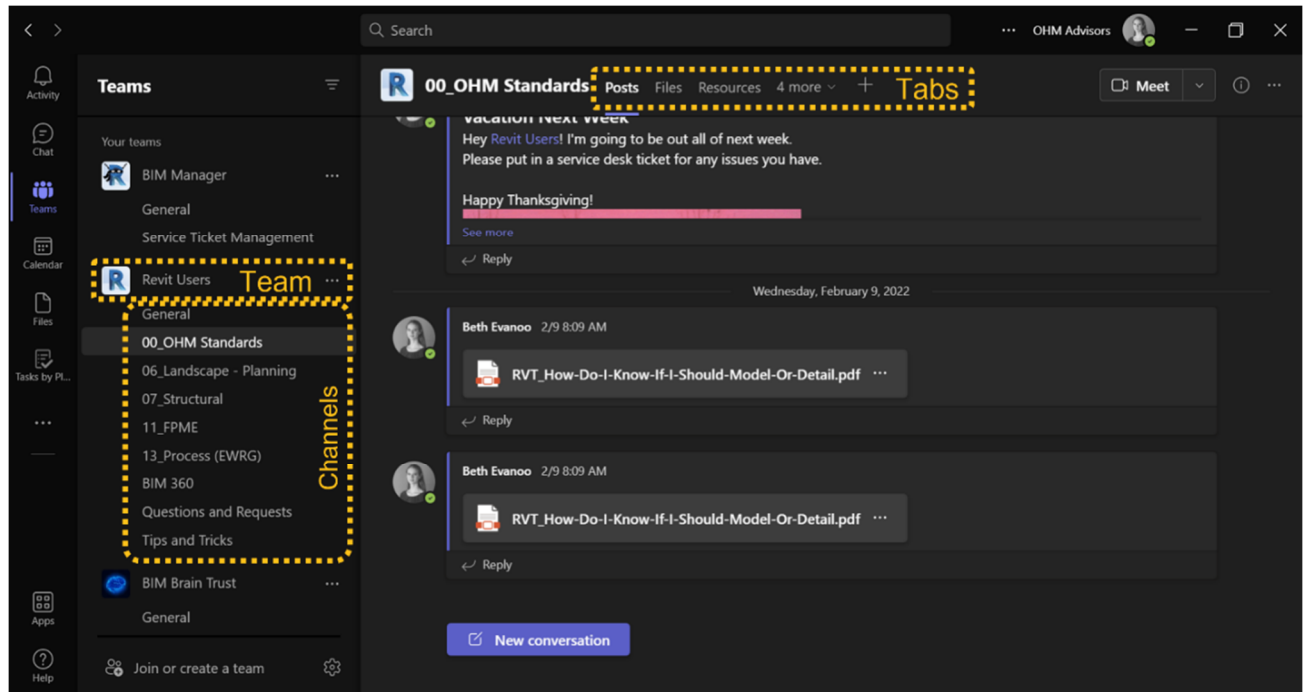 Search
OHM Advisors
Activity
Chat
Teams
Calendar
Files
Tasks by Pl...
Apps
Help
Teams
Your teams
BIM Manager
General
Service Ticket Management
Revit Users
Team
General
00_OHM Standards
06_Landscape - Planning
07_Structural
11_FPME
13_Process (EWRG)
BIM 360
Questions and Requests
Tips and Tricks
Channels
BIM Brain Trust
General
Join or create a team
R 00_OHM Standards Posts Files Resources 4 more + Tabs
Meet
Vacation Next Week
Hey Revit Users! I'm going to be out all of next week.
Please put in a service desk ticket for any issues you have.
Happy Thanksgiving!
See more
Reply
Wednesday, February 9, 2022
Beth Evanoo 2/9 8:09 AM
RVT_How-Do-I-Know-If-I-Should-Model-Or-Detail.pdf
Reply
Beth Evanoo 2/9 8:09 AM
RVT_How-Do-I-Know-If-I-Should-Model-Or-Detail.pdf
Reply
New conversation